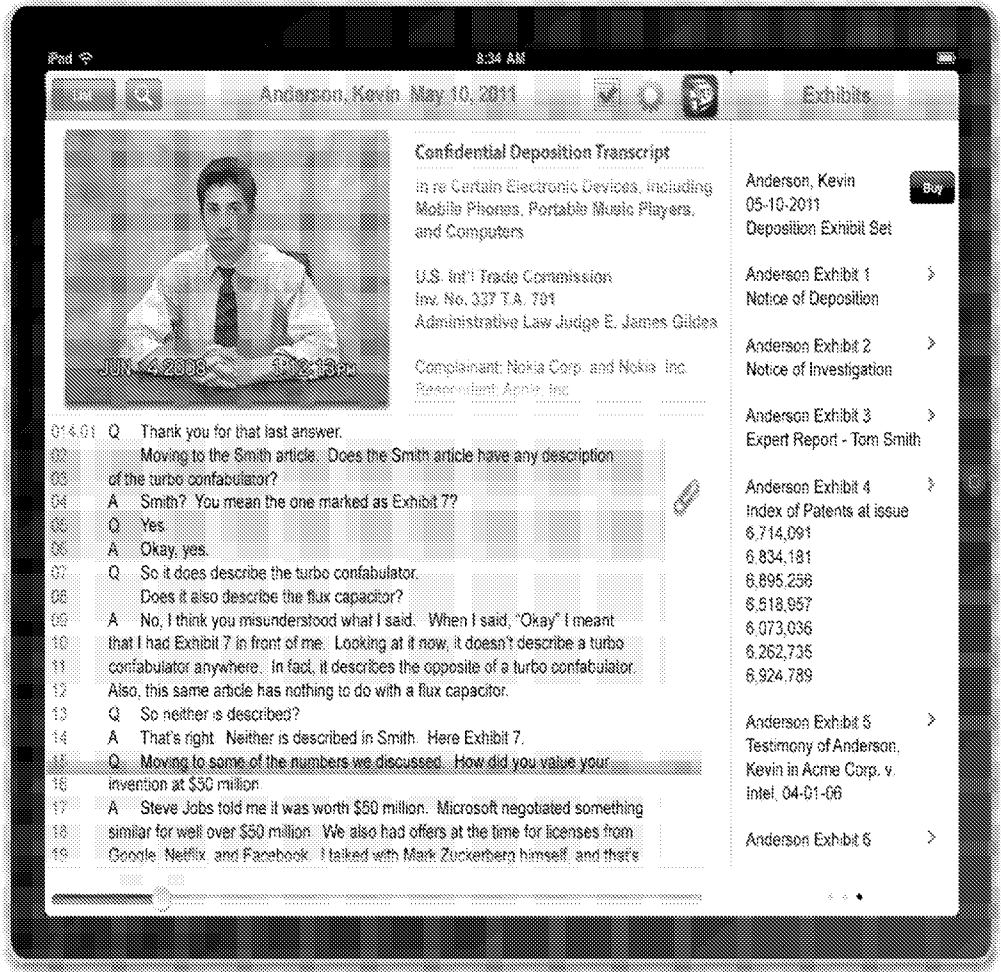 iPad
8:34 AM
Anderson, Kevin May 10, 2011
Exhibits
Confidential Deposition Transcript
In re Certain Electronic Devices, Including
Mobile Phones, Portable Music Players,
and Computers
U.S. Int'l Trade Commission
Inv. No. 337 T.A. 701
Administrative Law Judge E. James Gildea
Complainant: Nokia Corp. and Nokia Inc.
Respondent: Apple, Inc.
JUN 4 2008
014.01 Q Thank you for that last answer.
02 Moving to the Smith article. Does the Smith article have any description
03 of the turbo confabulator?
04 A Smith? You mean the one marked as Exhibit 7?
05 Q Yes.
06 A Okay, yes.
07 Q So it does describe the turbo confabulator.
08 Does it also describe the flux capacitor?
09 A No, I think you misunderstood what I said. When I said, “Okay” I meant
10 that I had Exhibit 7 in front of me. Looking at it now, it doesn't describe a turbo
11 confabulator anywhere. In fact, it describes the opposite of a turbo confabulator.
12 Also, this same article has nothing to do with a flux capacitor.
13 Q So neither is described?
14 A That's right. Neither is described in Smith. Here Exhibit 7.
15 Q Moving to some of the numbers we discussed. How did you value your
16 invention at $50 million
17 A Steve Jobs told me it was worth $50 million. Microsoft negotiated something
18 similar for well over $50 million. We also had offers at the time for licenses from
19 Google, Netflix, and Facebook. I talked with Mark Zuckerberg himself, and that's
Anderson, Kevin
05-10-2011
Deposition Exhibit Set
Buy
Anderson Exhibit 1
Notice of Deposition
Anderson Exhibit 2
Notice of Investigation
Anderson Exhibit 3
Expert Report - Tom Smith
Anderson Exhibit 4
Index of Patents at issue
6,714,091
6,834,181
6,895,256
6,518,957
6,073,036
6,262,735
6,924,789
Anderson Exhibit 5
Testimony of Anderson,
Kevin in Acme Corp. v.
Intel, 04-01-06
Anderson Exhibit 6